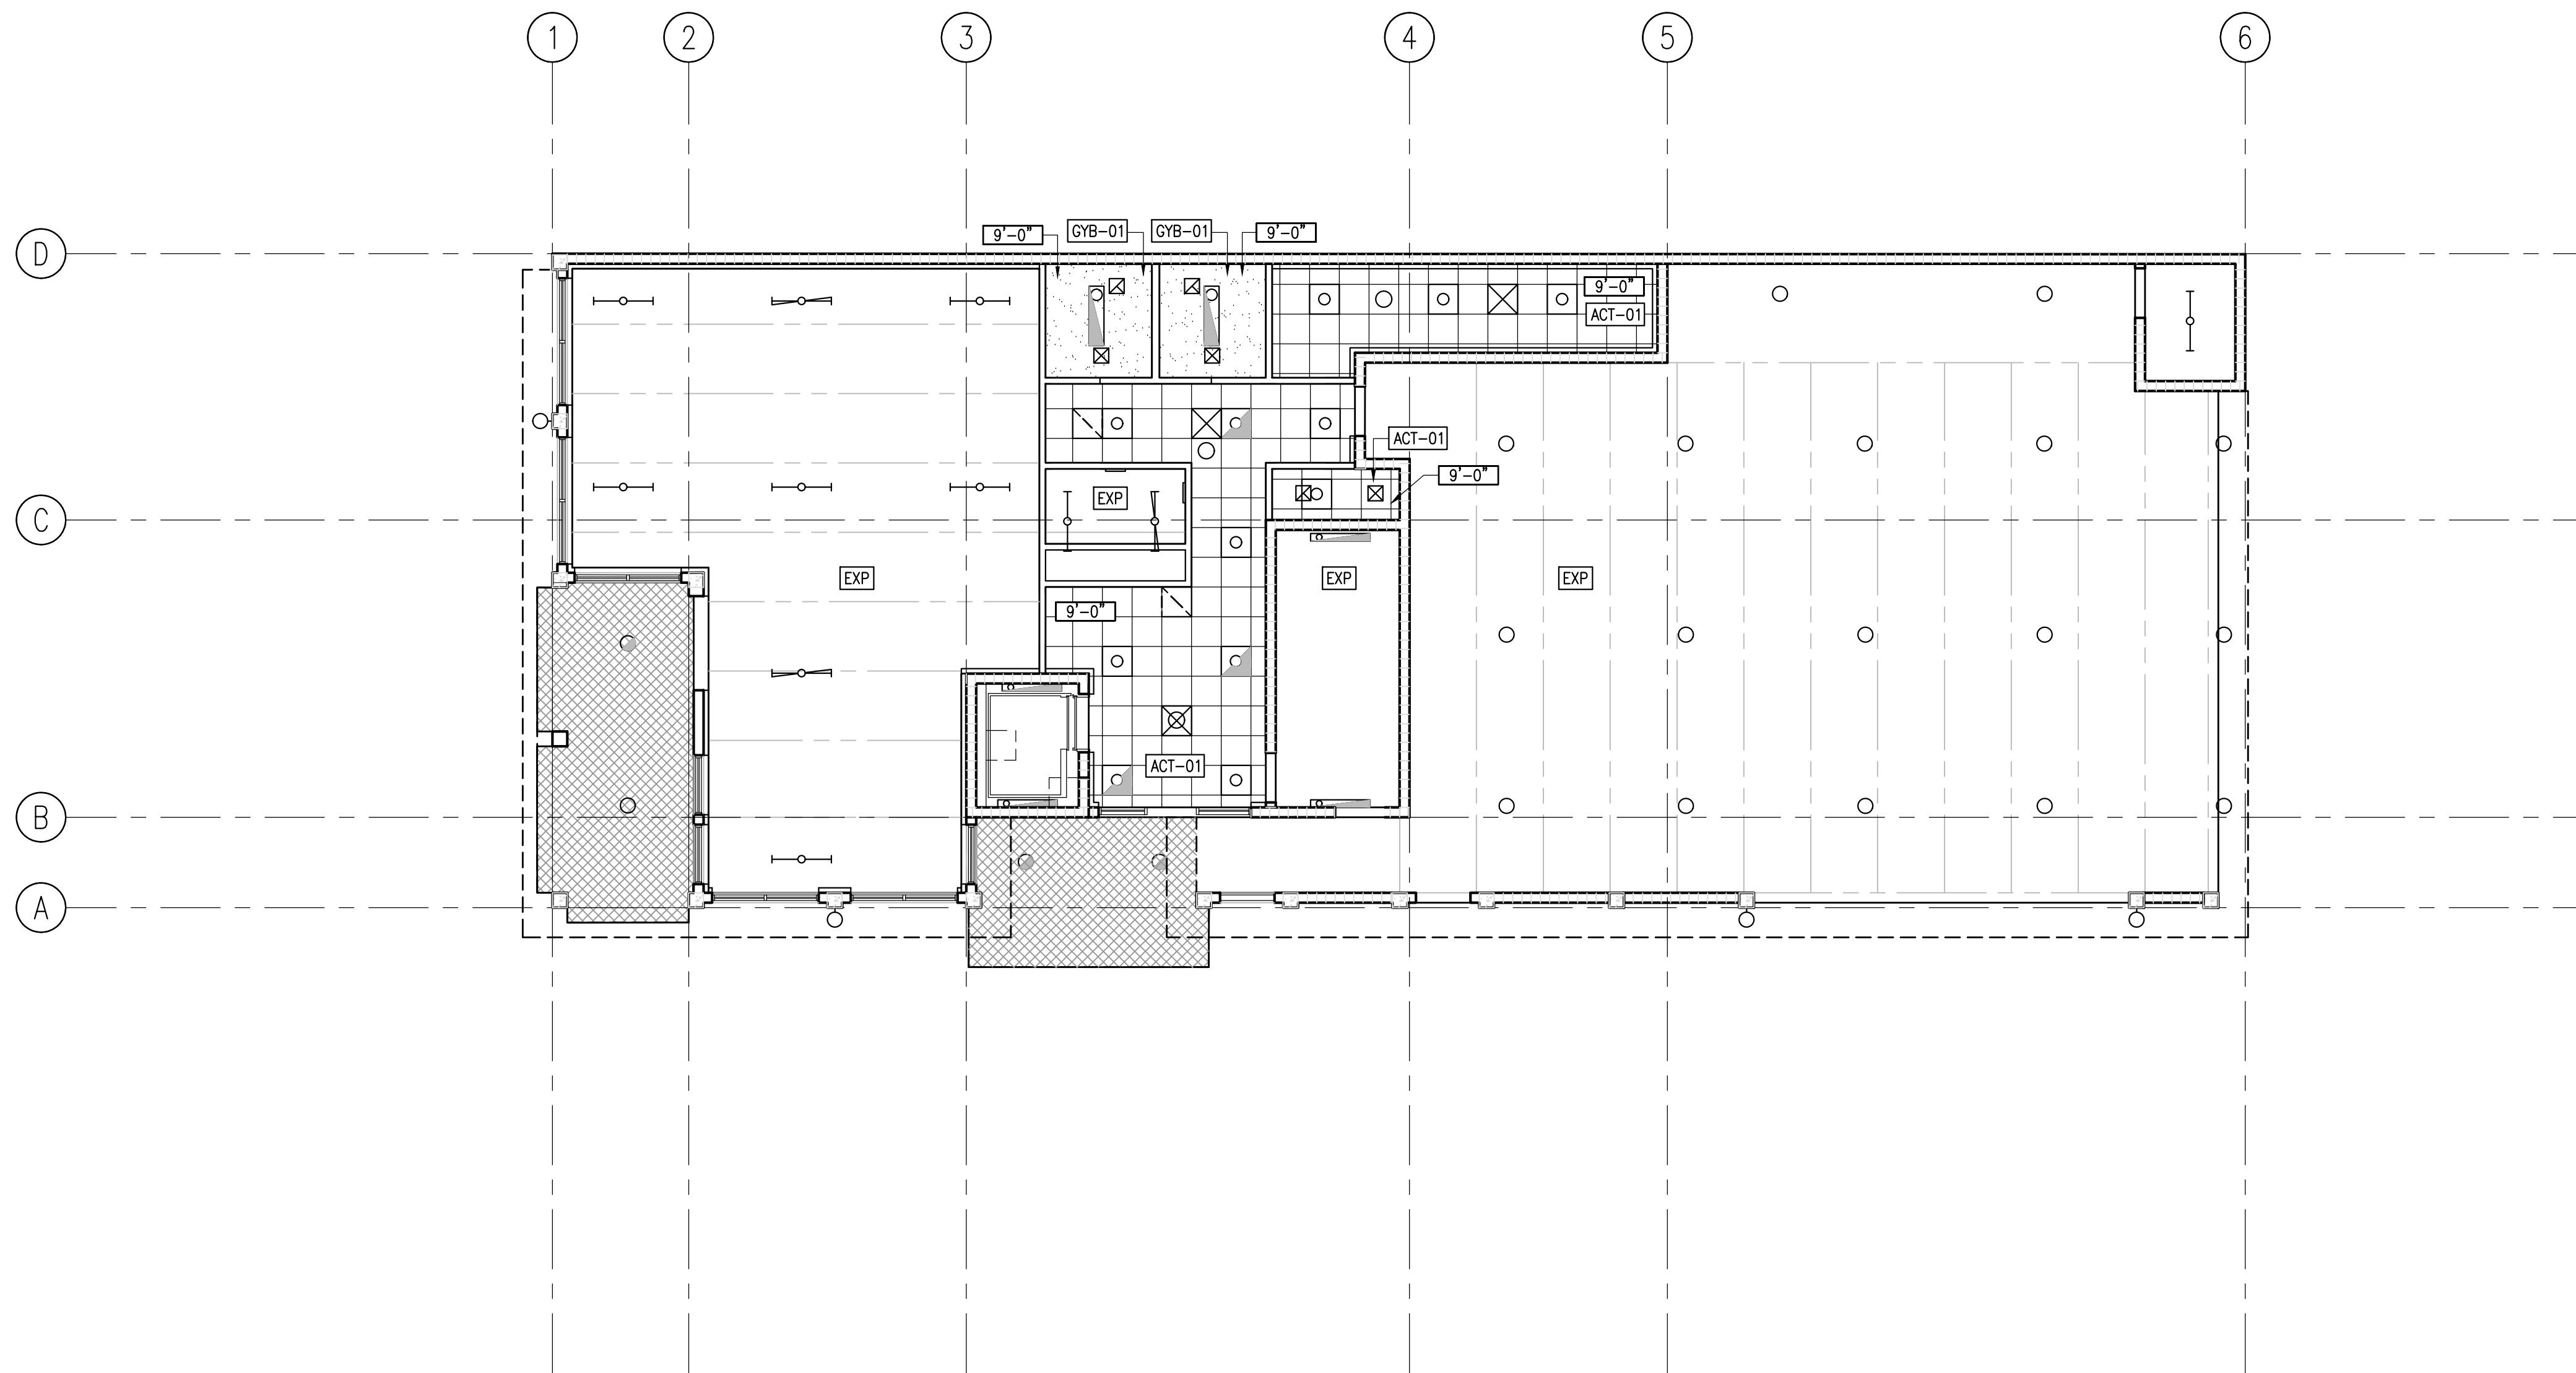 1 2 3 4 5 6
9'-0" GYB-01 GYB-01 9'-0"
D
9'-0"
ACT-01
ACT-01
9'-0"
EXP
C
EXP EXP EXP
9'-0"
ACT-01
B
A